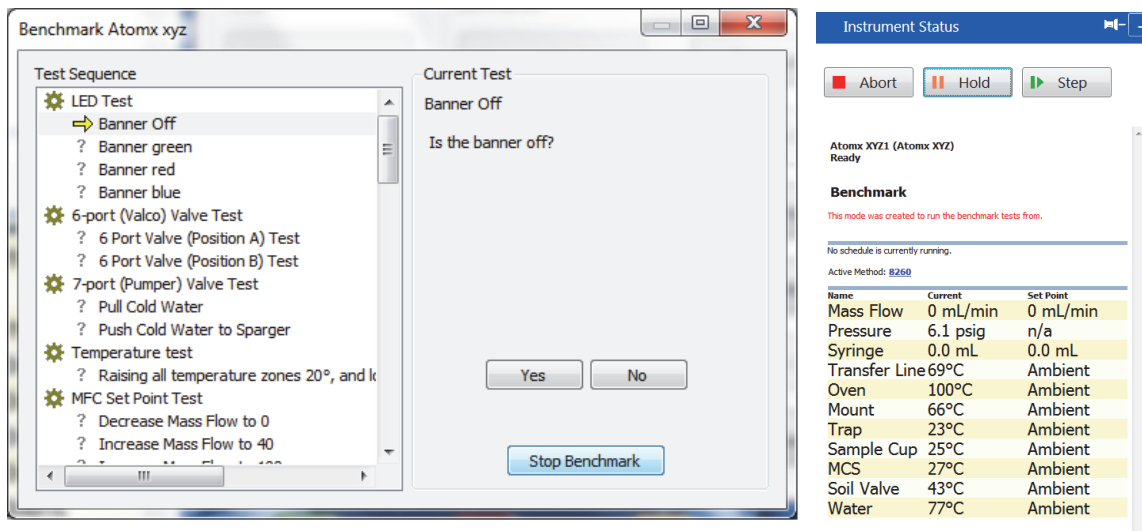 Benchmark Atomx xyz
Test Sequence
LED Test
Banner Off
? Banner green
? Banner red
? Banner blue
6-port (Valco) Valve Test
? 6 Port Valve (Position A) Test
? 6 Port Valve (Position B) Test
7-port (Pumper) Valve Test
? Pull Cold Water
? Push Cold Water to Sparger
Temperature test
? Raising all temperature zones 20°, and
MFC Set Point Test
? Decrease Mass Flow to 0
? Increase Mass Flow to 40
Current Test
Banner Off
Is the banner off?
Yes No
Stop Benchmark
Instrument Status
Abort Hold Step
Atomx XYZ1 (Atomx XYZ)
Ready
Benchmark
This mode was created to run the benchmark tests from.
No schedule is currently running.
Active Method: 8260
Name Current Set Point
Mass Flow 0 mL/min 0 mL/min
Pressure 6.1 psig n/a
Syringe 0.0 mL 0.0 mL
Transfer Line 69°C Ambient
Oven 100°C Ambient
Mount 66°C Ambient
Trap 23°C Ambient
Sample Cup 25°C Ambient
MCS 27°C Ambient
Soil Valve 43°C Ambient
Water 77°C Ambient